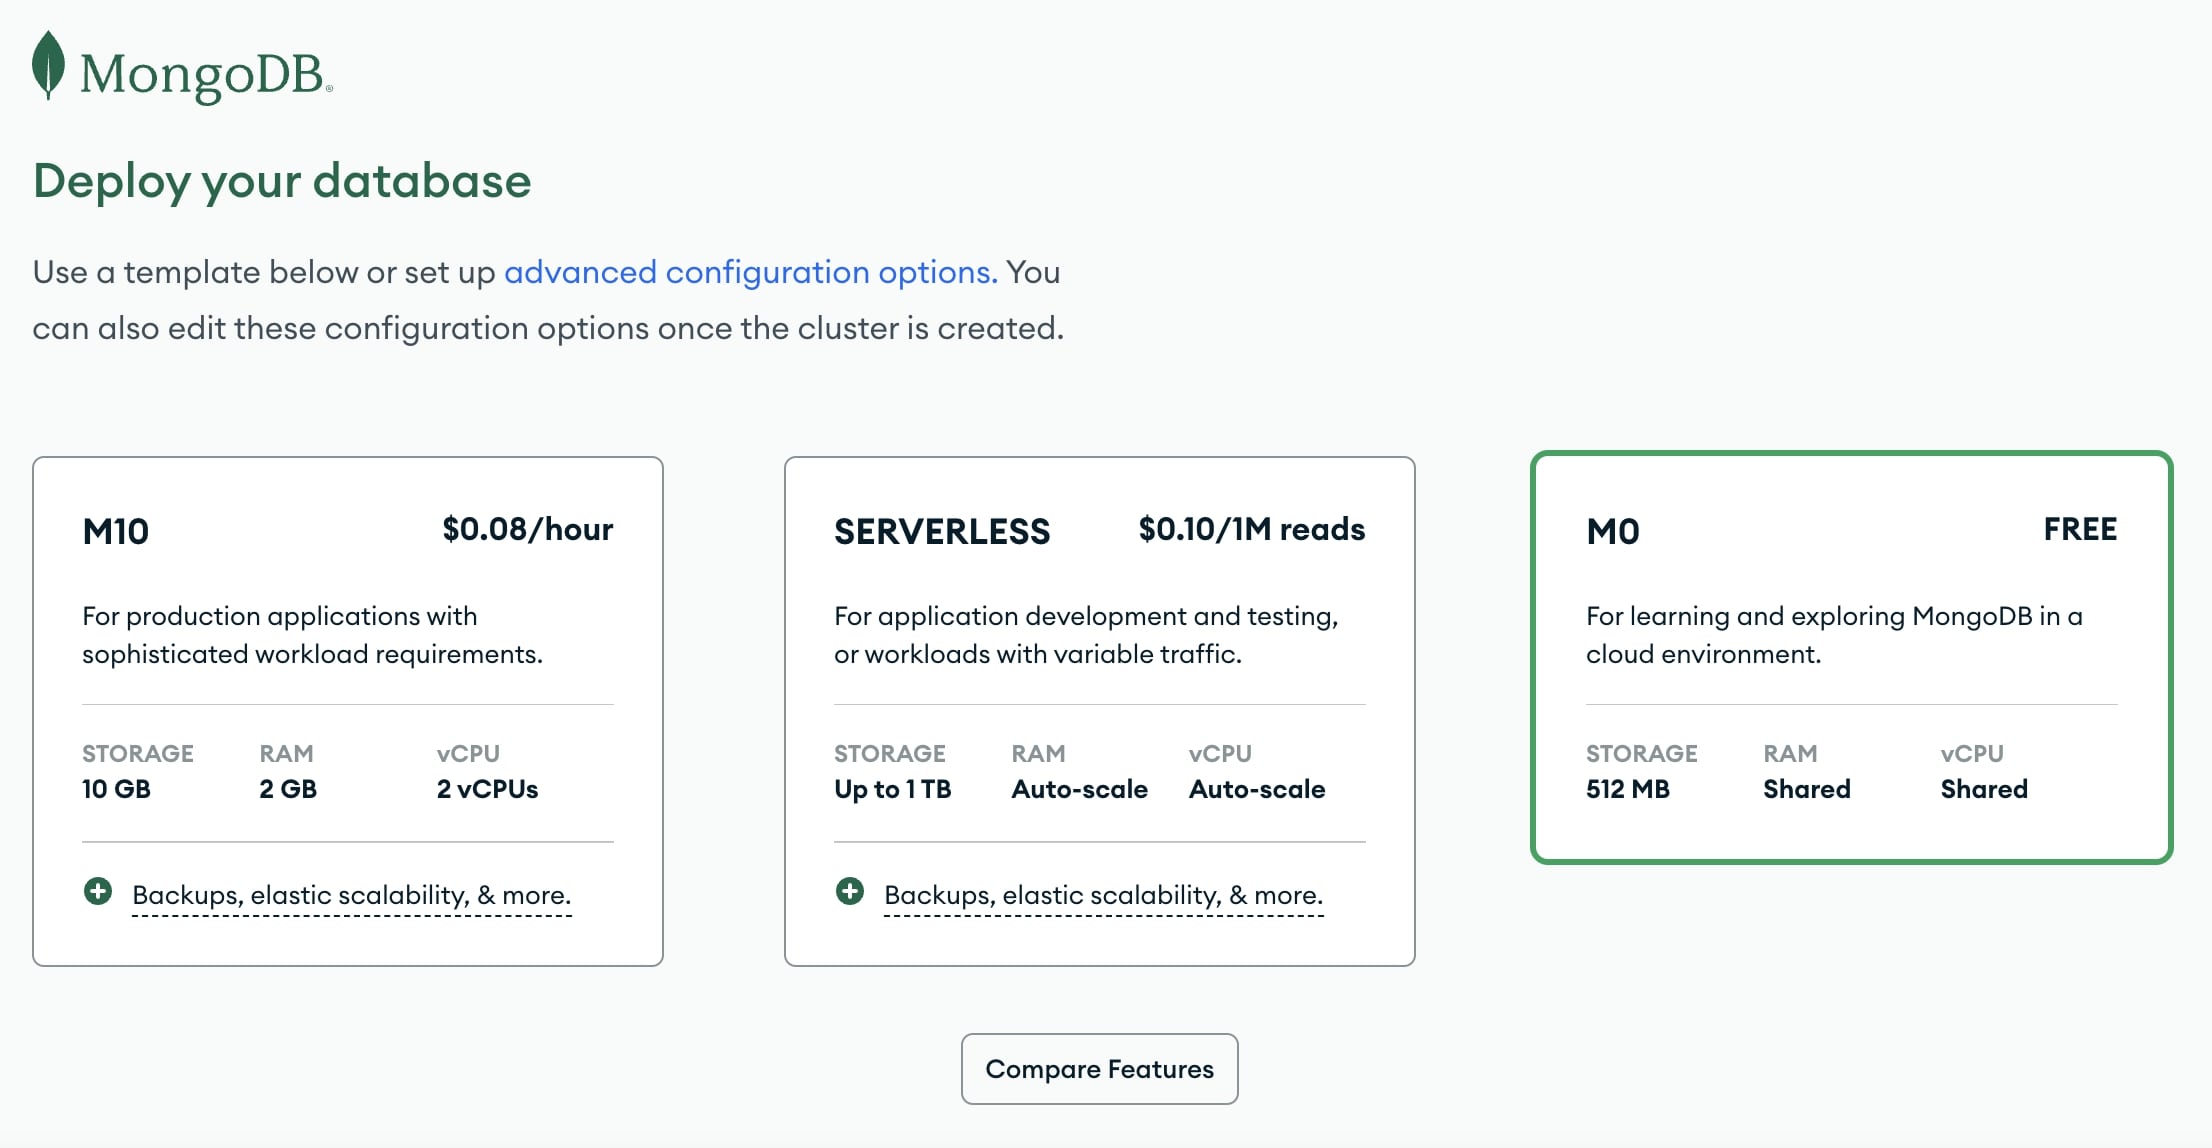 MongoDB®
Deploy your database
Use a template below or set up advanced configuration options. You
can also edit these configuration options once the cluster is created.
M10 $0.08/hour
For production applications with
sophisticated workload requirements.
STORAGE RAM vCPU
10 GB 2 GB 2 vCPUs
Backups, elastic scalability, & more.
SERVERLESS $0.10/1M reads
For application development and testing,
or workloads with variable traffic.
STORAGE RAM vCPU
Up to 1 TB Auto-scale Auto-scale
Backups, elastic scalability, & more.
M0 FREE
For learning and exploring MongoDB in a
cloud environment.
STORAGE RAM vCPU
512 MB Shared Shared
Compare Features